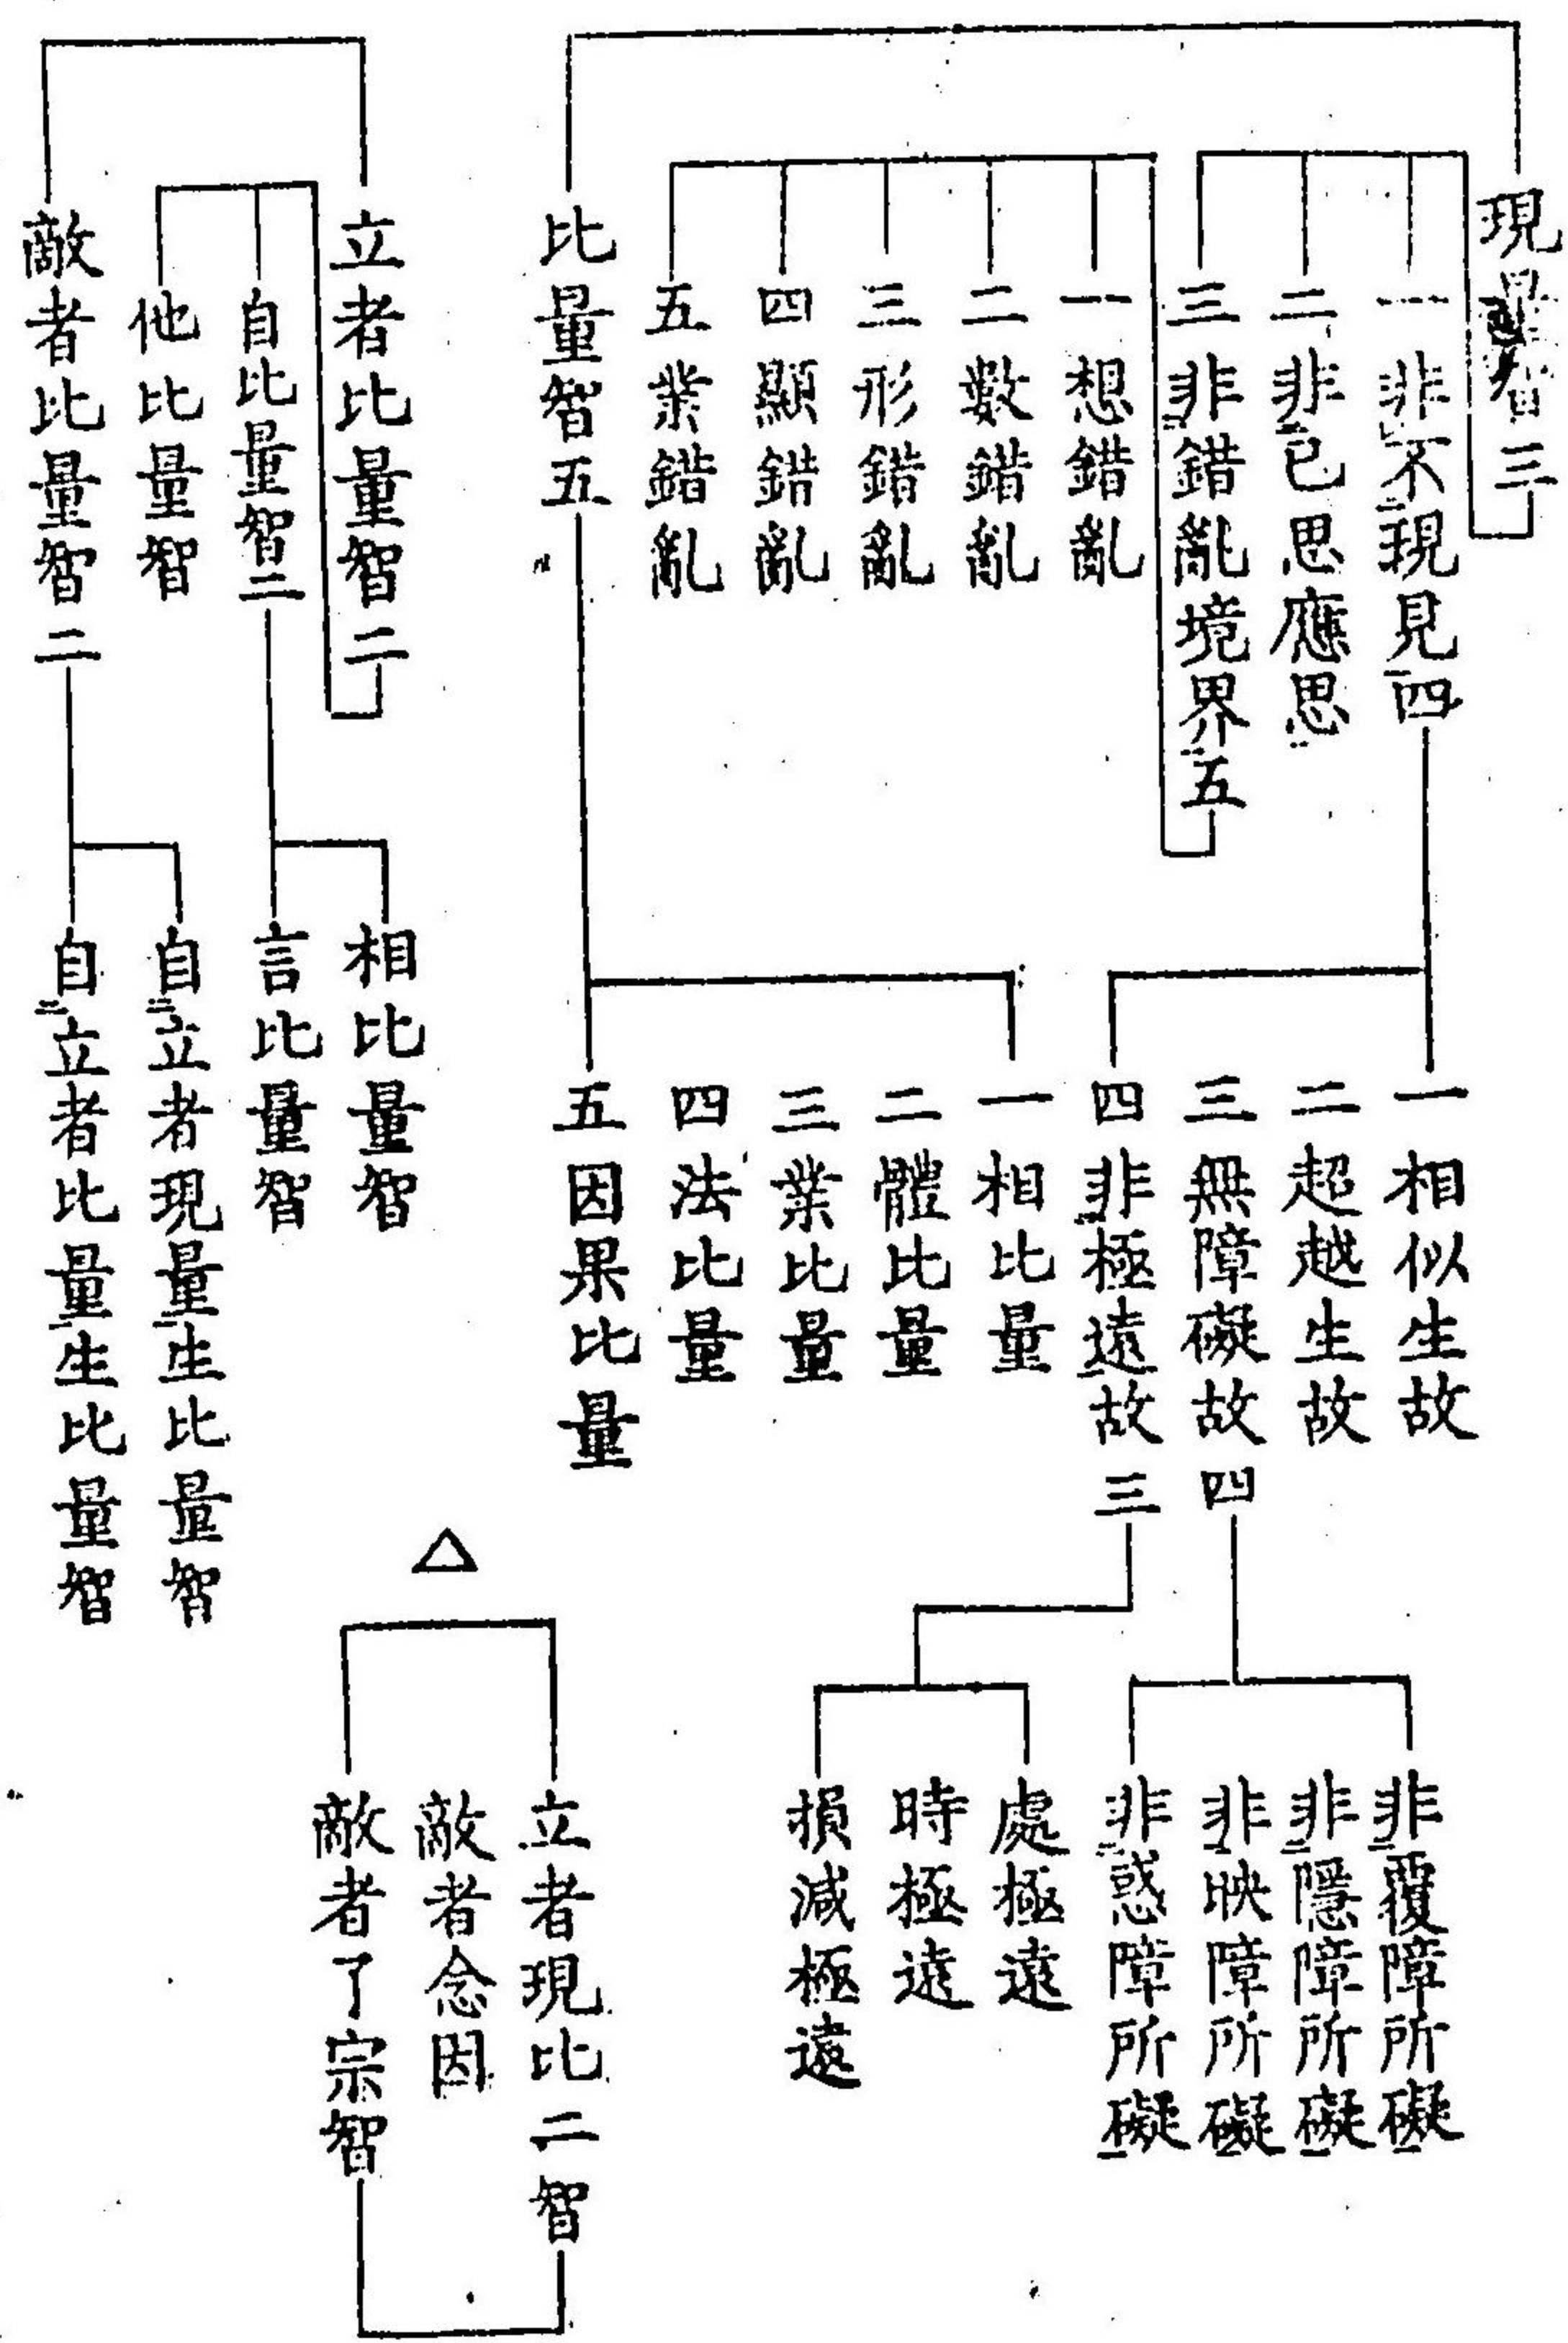 現量智三
一非不現見四
二非已思應思
三非錯亂境界五
一想錯亂
二數錯亂
三形錯亂
四顯錯亂
五業錯亂
比量智五
一相似生故
二超越生故
三無障礙故四
四非極遠故三
一相比量
二體比量
三業比量
四法比量
五因果比量
非覆障所礙
非隱障所礙
非映障所礙
非惑障所礙
處極遠
時極遠
損減極遠
立者比量智二
自比量智二
他比量智
敵者比量智二
相比量智
言比量智
自立者現量生比量智
自立者比量生比量智
△
立者現比二智
敵者念因
敵者了宗智